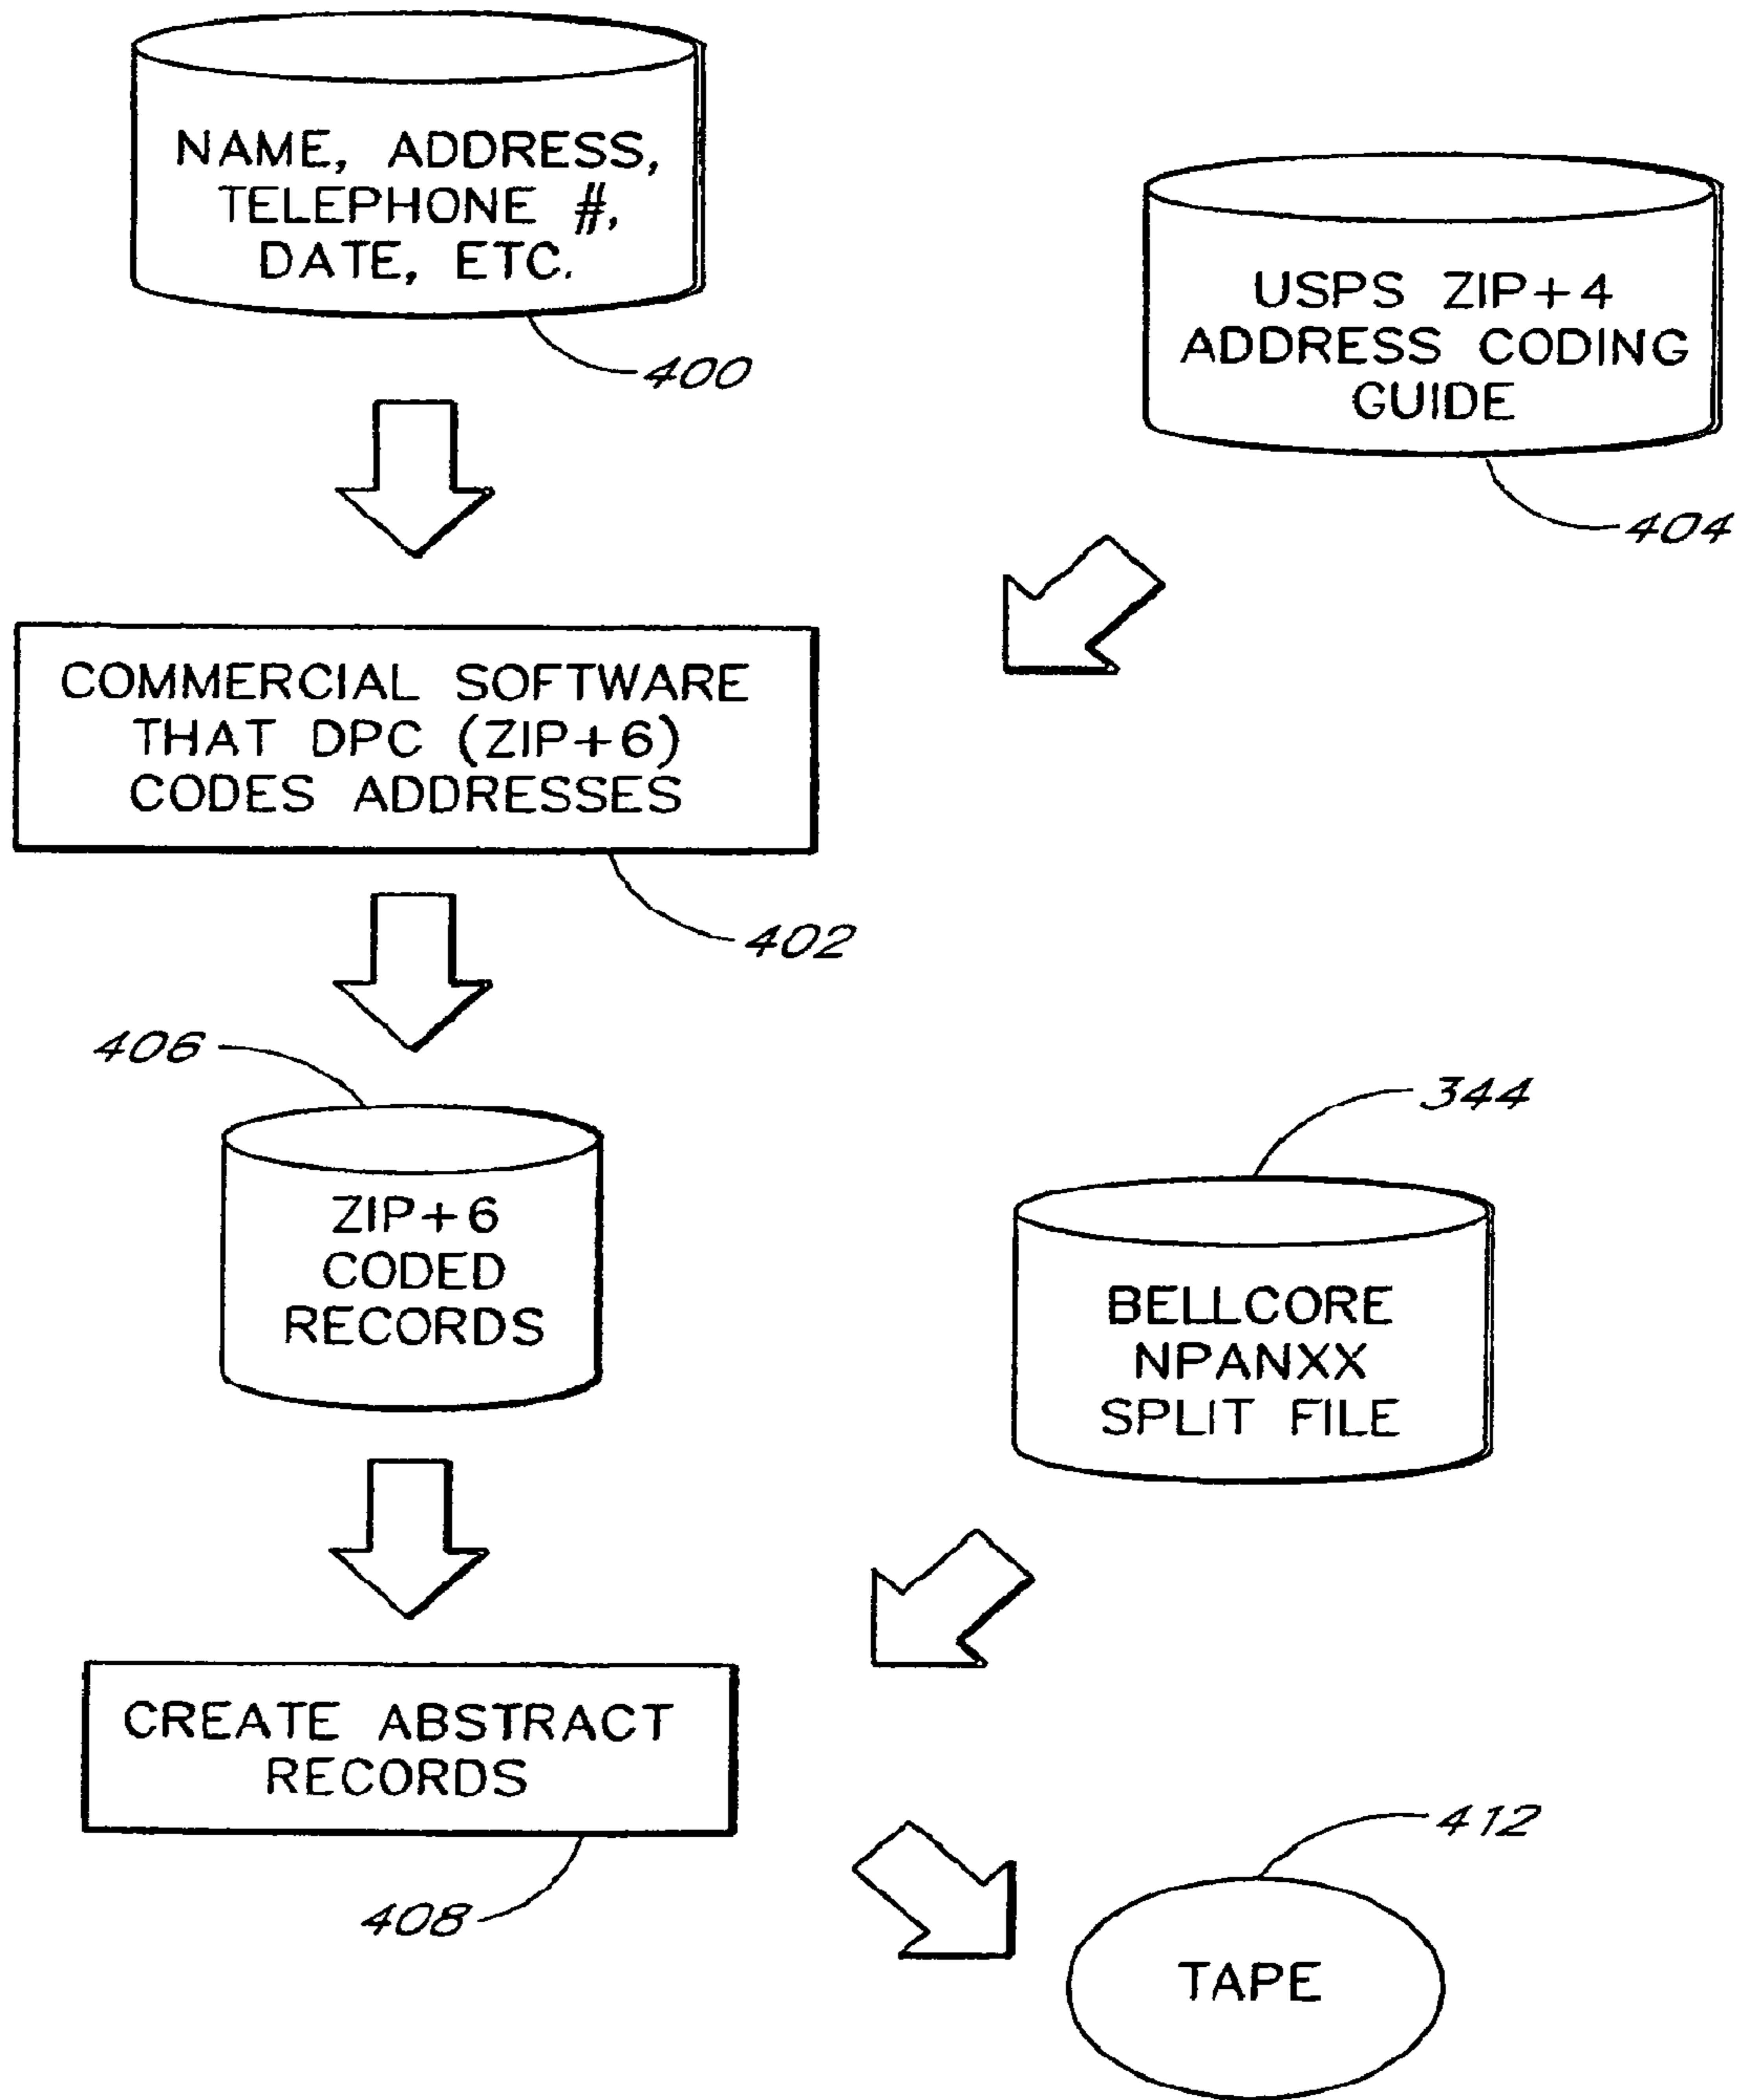 NAME, ADDRESS,
TELEPHONE #,
DATE, ETC.
400
USPS ZIP+4
ADDRESS CODING
GUIDE
404
COMMERCIAL SOFTWARE
THAT DPC (ZIP+6)
CODES ADDRESSES
402
406
ZIP+6
CODED
RECORDS
344
BELLCORE
NPANXX
SPLIT FILE
CREATE ABSTRACT
RECORDS
408
412
TAPE